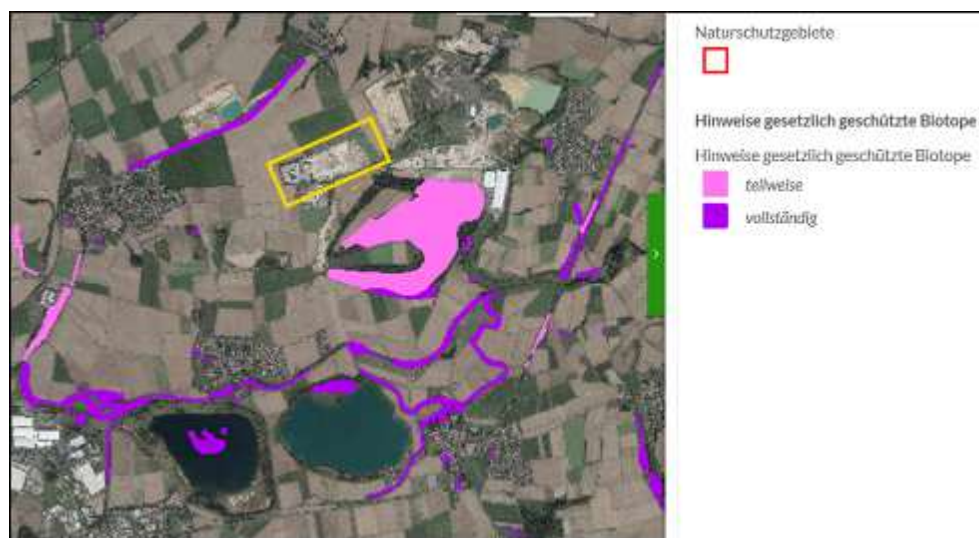 Naturschutzgebiete
Hinweise gesetzlich geschützte Biotope
Hinweise gesetzlich geschützte Biotope
teilweise
vollständig